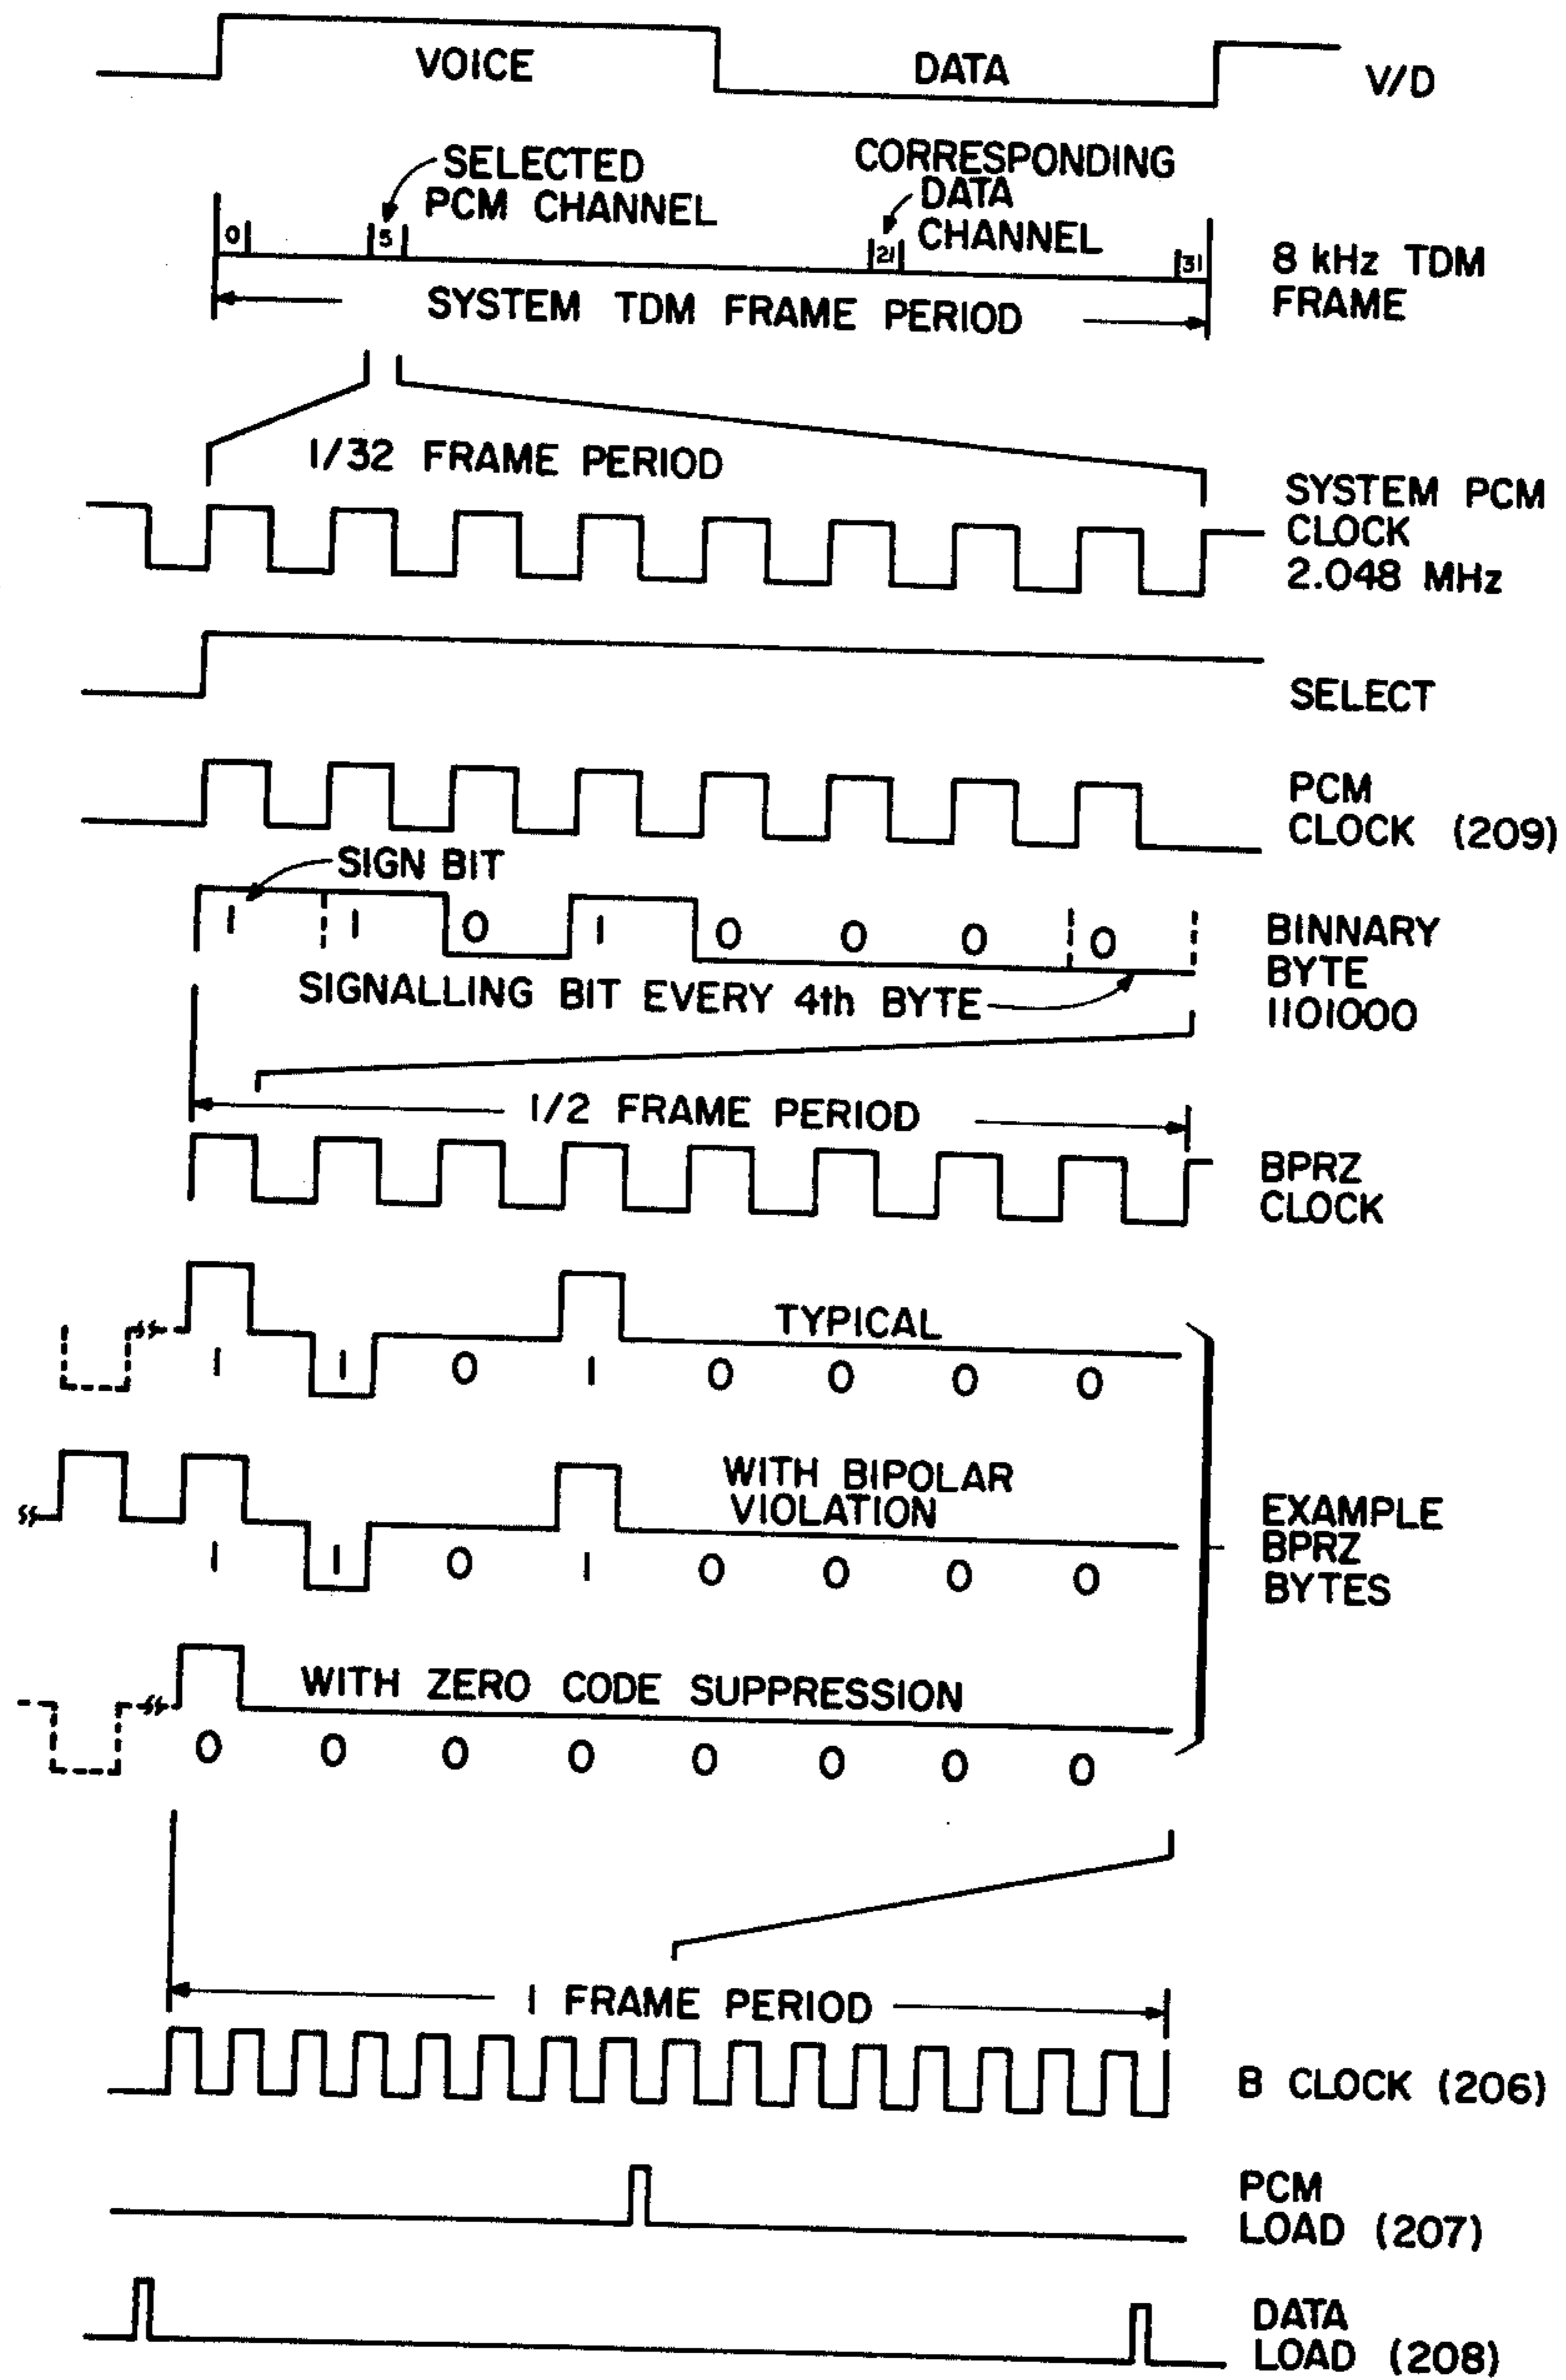 VOICE
DATA
V/D
SELECTED
PCM CHANNEL
CORRESPONDING
DATA
CHANNEL
0
5
21
31
8 kHz TDM
FRAME
SYSTEM TDM FRAME PERIOD
1/32 FRAME PERIOD
SYSTEM PCM
CLOCK
2.048 MHz
SELECT
PCM
CLOCK (209)
SIGN BIT
1 1 0 1 0 0 0 0
BINNARY
BYTE
1101000
SIGNALLING BIT EVERY 4th BYTE
1/2 FRAME PERIOD
BPRZ
CLOCK
TYPICAL
1 1 0 1 0 0 0 0
WITH BIPOLAR
VIOLATION
1 1 0 1 0 0 0 0
EXAMPLE
BPRZ
BYTES
WITH ZERO CODE SUPPRESSION
0 0 0 0 0 0 0 0
1 FRAME PERIOD
B CLOCK (206)
PCM
LOAD (207)
DATA
LOAD (208)